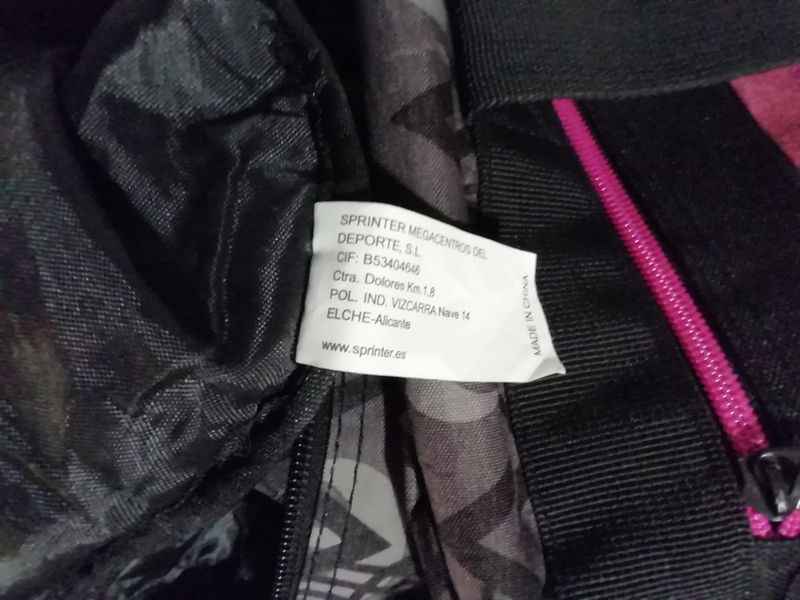 SPRINTER MEGACENTROS DEL
DEPORTE, S.L
CIF: B53404646
Ctra. Dolores Km.1,8
POL. IND. VIZCARRA Nave 14
ELCHE-Alicante
www.sprinter.es
MADE IN CHINA